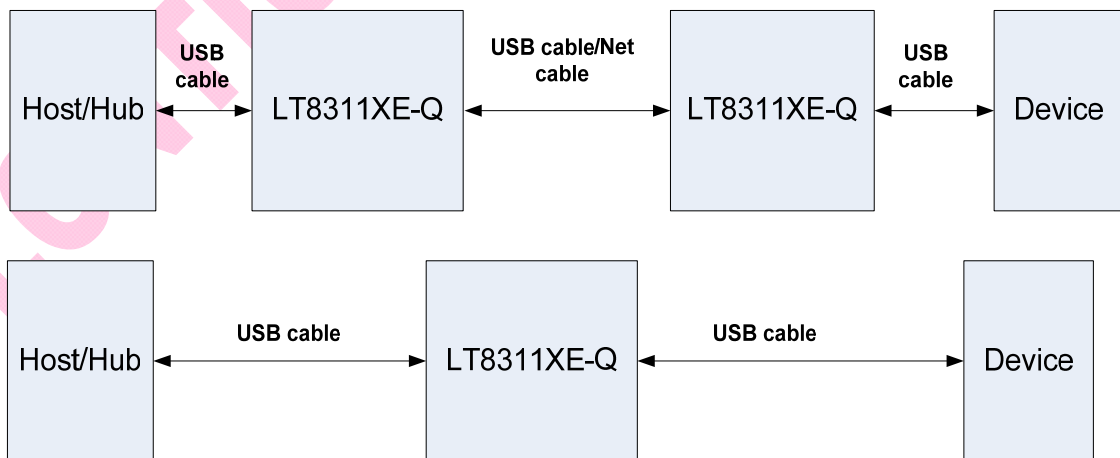 USB
cable
USB cable/Net
cable
USB
cable
Host/Hub
LT8311XE-Q
LT8311XE-Q
Device
USB cable
USB cable
Host/Hub
LT8311XE-Q
Device